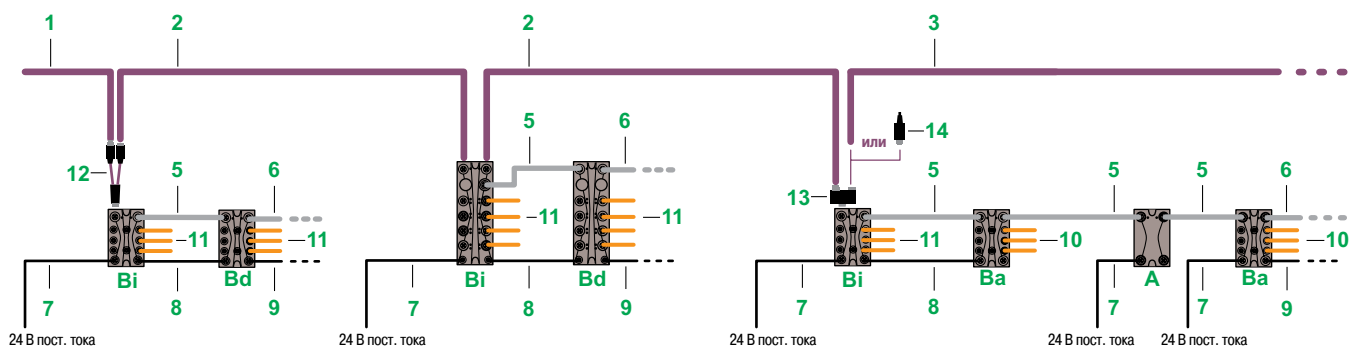 1 2 2 3
5 6 14
или
12 5 6 13 5 5 5 6
11 11 11 11 11 10 10
Bi Bd Bi Bd Bi Ba A Ba
7 8 9 7 8 9 7 8 7 7 9
24 В пост. тока 24 В пост. тока 24 В пост. тока 24 В пост. тока 24 В пост. тока